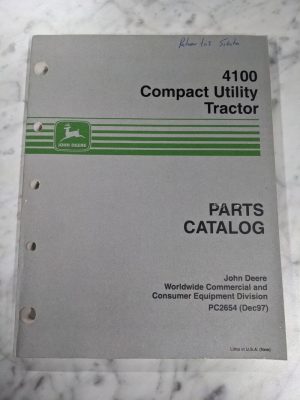 4100
Compact Utility
Tractor
JOHN DEERE
PARTS
CATALOG
John Deere
Worldwide Commercial and
Consumer Equipment Division
PC2654 (Dec97)
Litho in U.S.A. (New)